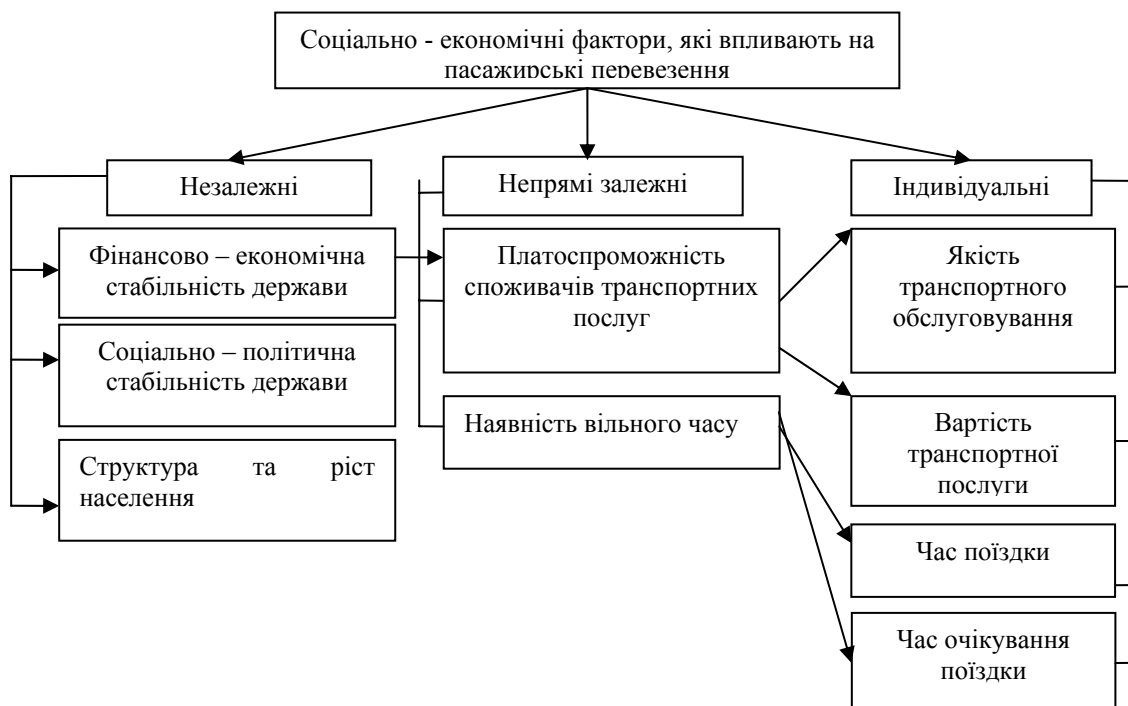 Соціально - економічні фактори, які впливають на
пасажирські перевезення
Незалежні
Непрямі залежні
Індивідуальні
Фінансово – економічна
стабільність держави
Платоспроможність
споживачів транспортних
послуг
Якість
транспортного
обслуговування
Соціально – політична
стабільність держави
Наявність вільного часу
Вартість
транспортної
послуги
Структура та ріст
населення
Час поїздки
Час очікування
поїздки